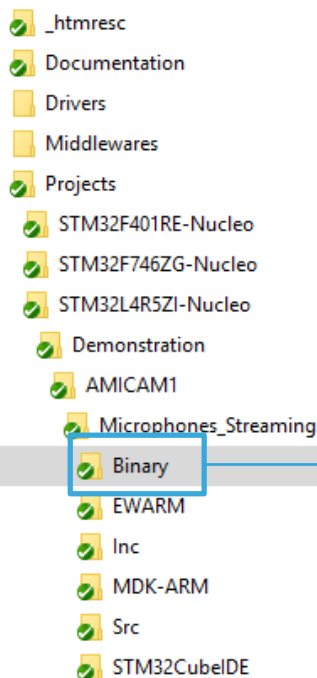 _htmresc
Documentation
Drivers
Middlewares
Projects
STM32F401RE-Nucleo
STM32F746ZG-Nucleo
STM32L4R5ZI-Nucleo
Demonstration
AMICAM1
Microphones_Streaming
Binary
EWARM
Inc
MDK-ARM
Src
STM32CubeIDE